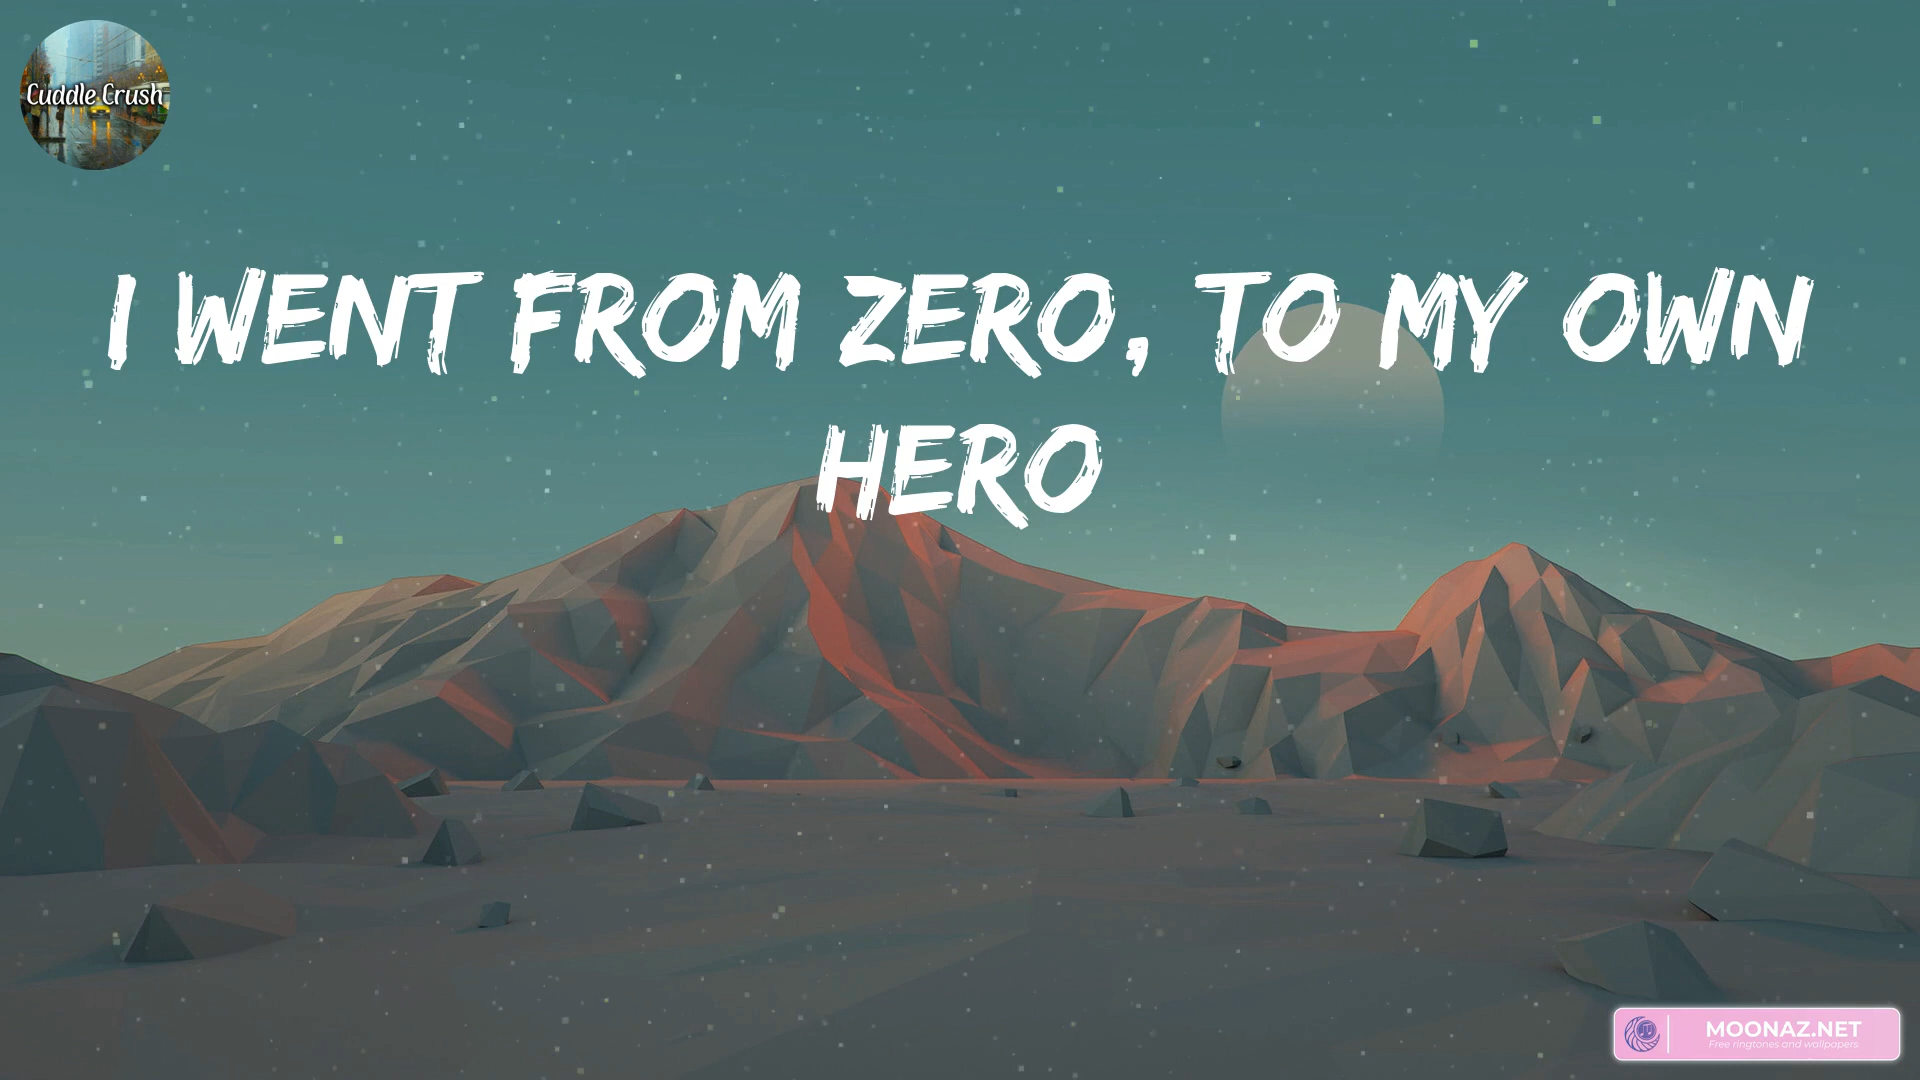 Cuddle Crush
I WENT FROM ZERO, TO MY OWN
HERO
MOONAZ.NET
Free ringtones and wallpapers